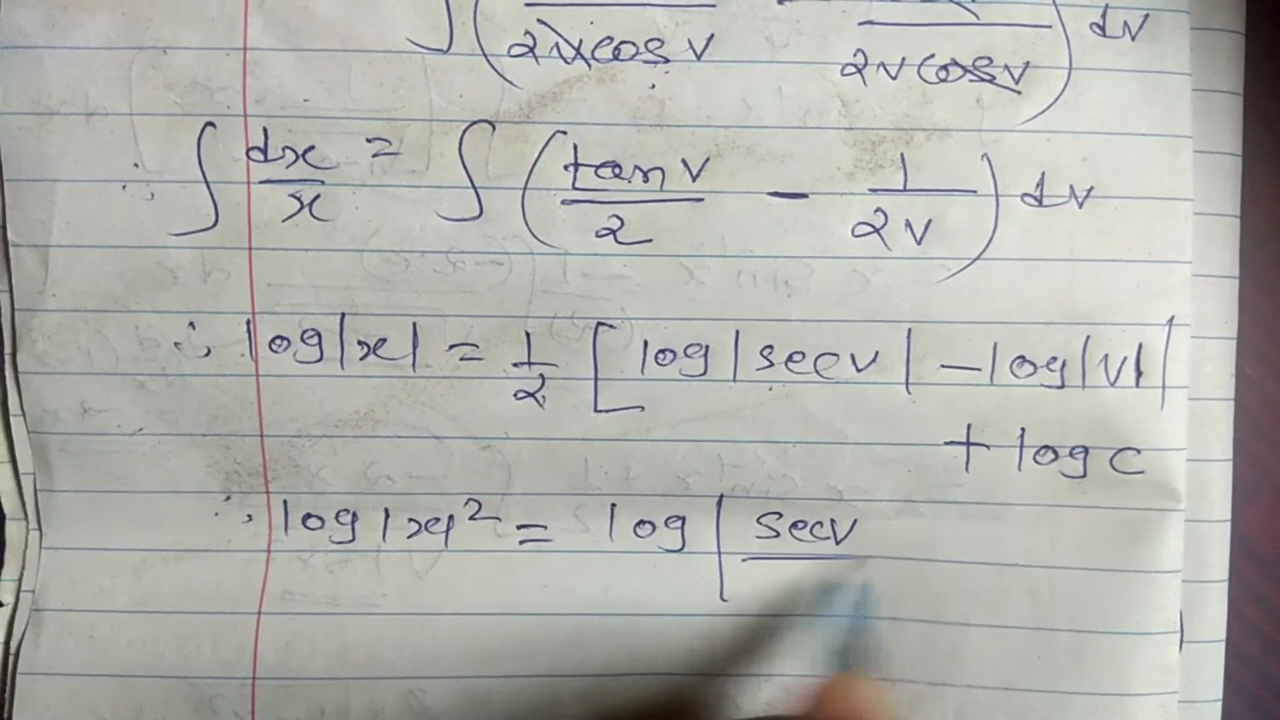 ∫ ( / 2v cos v / 2v cos v ) dv
∴ ∫ dx/x = ∫ ( tan v / 2 − 1 / 2v ) dv
∴ log|x| = 1/2 [ log |sec v| − log |v| ]
+ log c
∴ log |x|² = log | sec v